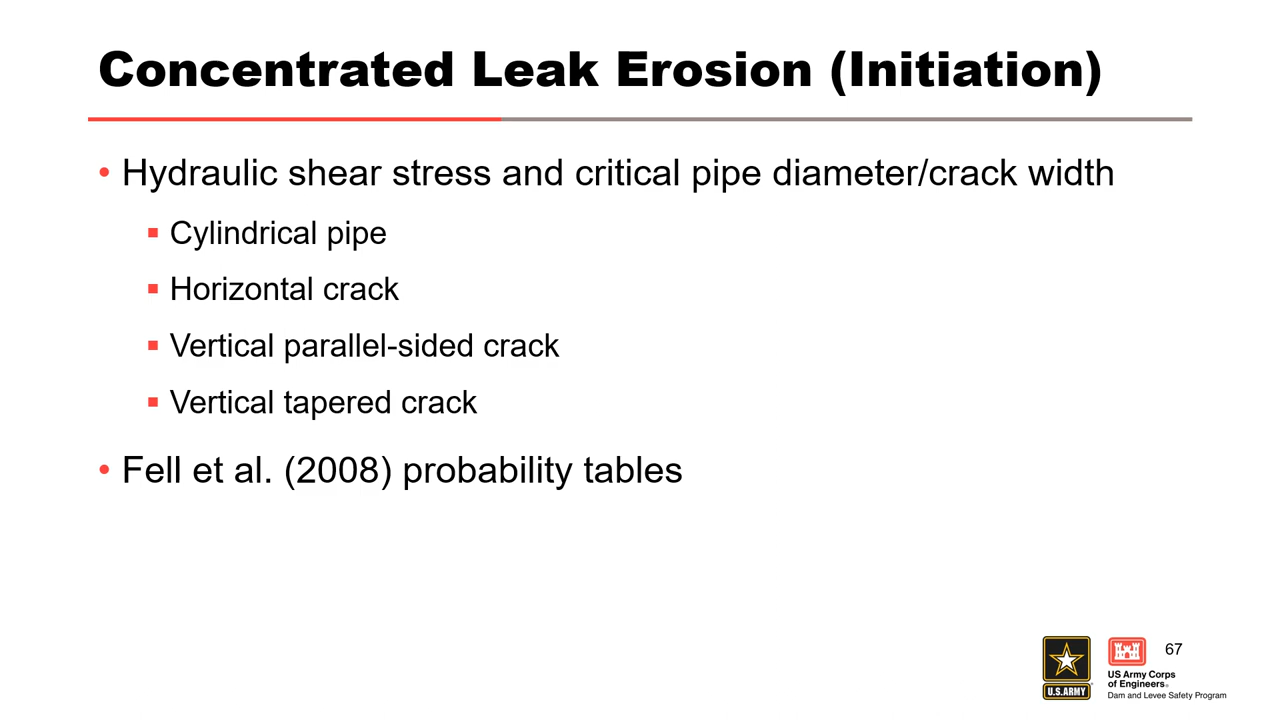 Concentrated Leak Erosion (Initiation)
• Hydraulic shear stress and critical pipe diameter/crack width
▪ Cylindrical pipe
▪ Horizontal crack
▪ Vertical parallel-sided crack
▪ Vertical tapered crack
• Fell et al. (2008) probability tables
67
U.S.ARMY
US Army Corps
of Engineers®
Dam and Levee Safety Program